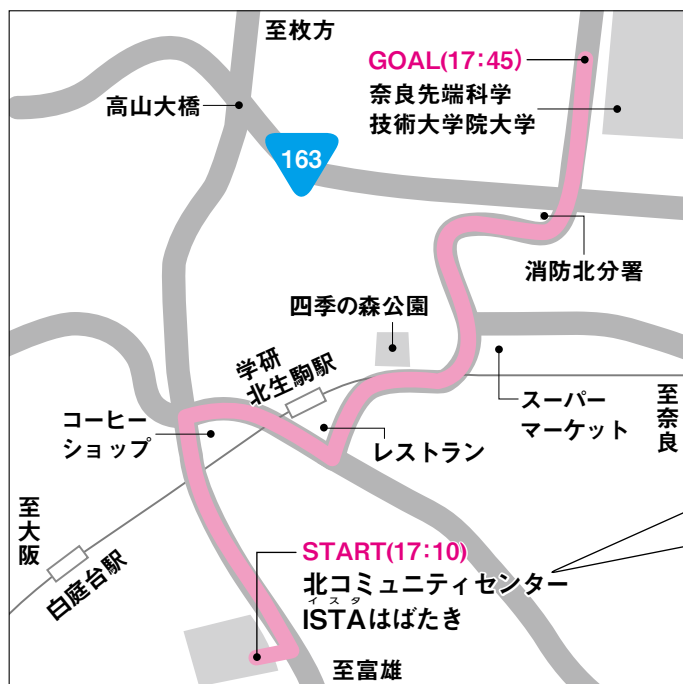 至枚方
GOAL(17:45)
奈良先端科学
技術大学院大学
高山大橋
163
消防北分署
四季の森公園
学研
北生駒駅
スーパー
マーケット
至奈良
コーヒー
ショップ
レストラン
至大阪
白庭台駅
START(17:10)
北コミュニティセンター
イスタ
ISTAはばたき
至富雄